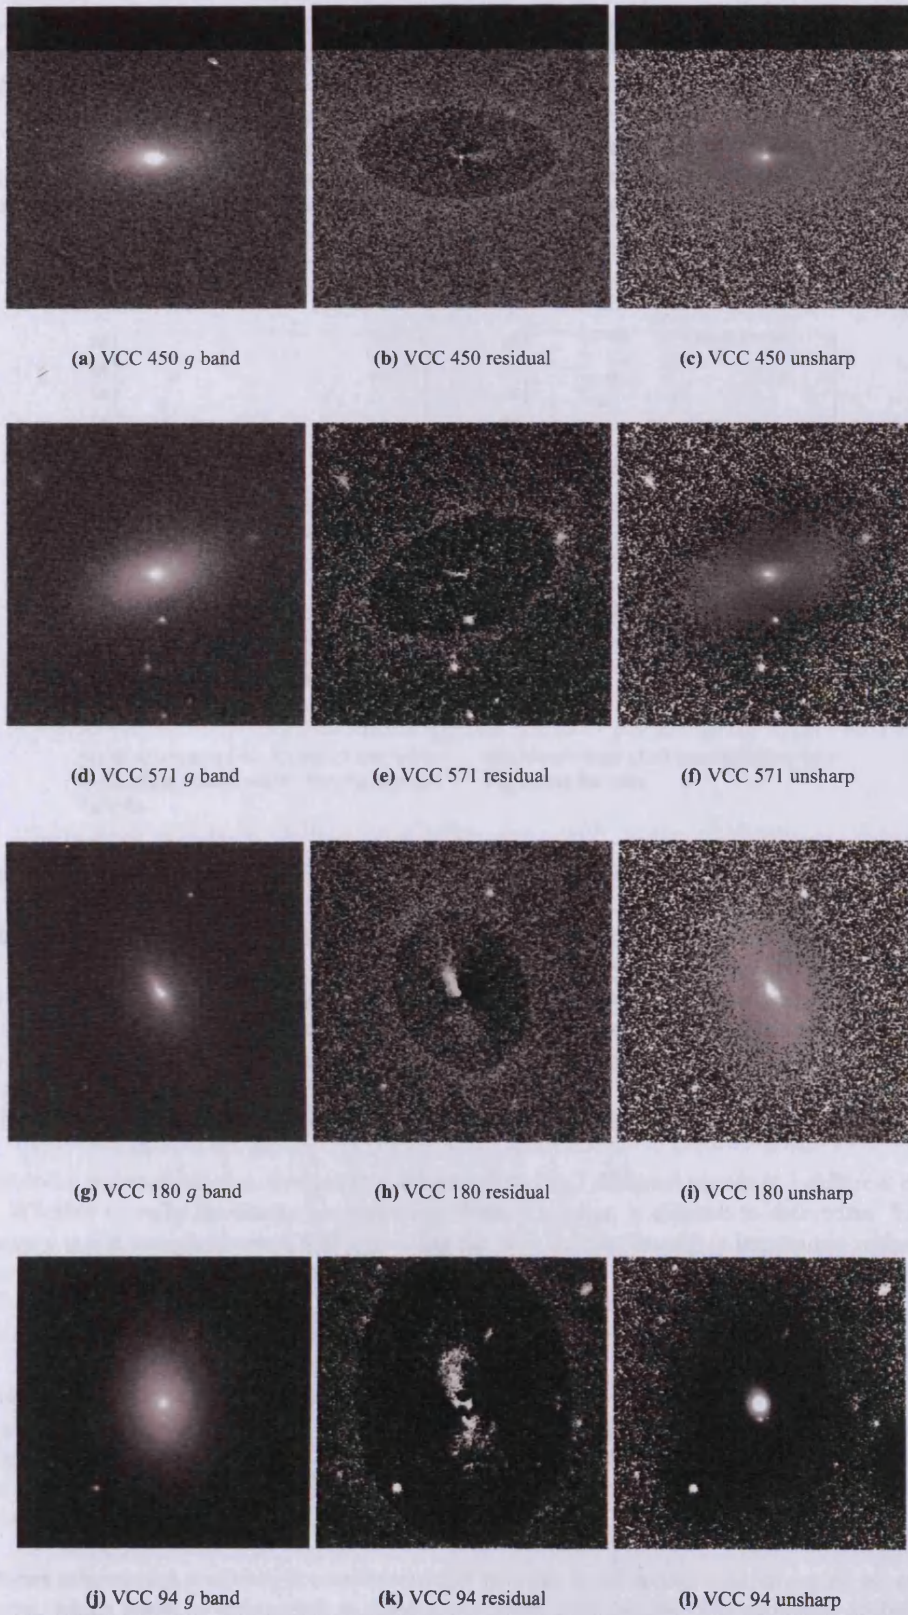 (a) VCC 450 g band (b) VCC 450 residual (c) VCC 450 unsharp
(d) VCC 571 g band (e) VCC 571 residual (f) VCC 571 unsharp
(g) VCC 180 g band (h) VCC 180 residual (i) VCC 180 unsharp
(j) VCC 94 g band (k) VCC 94 residual (l) VCC 94 unsharp